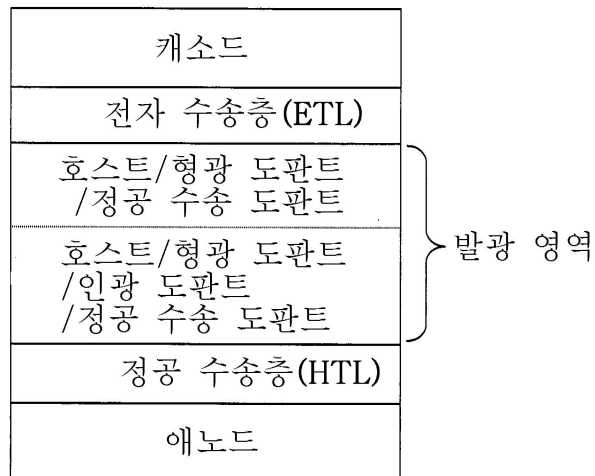 캐소드
전자 수송층(ETL)
호스트/형광 도판트
/정공 수송 도판트
호스트/형광 도판트
/인광 도판트
/정공 수송 도판트
발광 영역
정공 수송층(HTL)
애노드